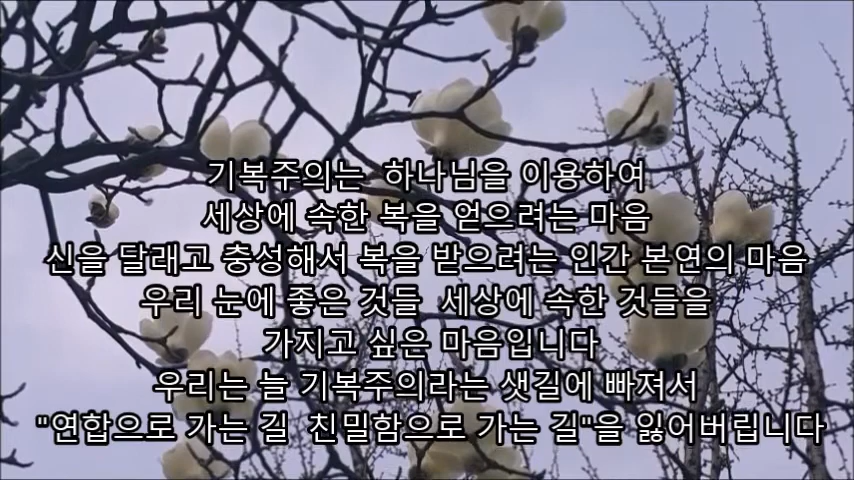 기복주의는  하나님을 이용하여
세상에 속한 복을 얻으려는 마음
신을 달래고 충성해서 복을 받으려는 인간 본연의 마음
우리 눈에 좋은 것들  세상에 속한 것들을
가지고 싶은 마음입니다
우리는 늘 기복주의라는 샛길에 빠져서
"연합으로 가는 길  친밀함으로 가는 길"을 잃어버립니다